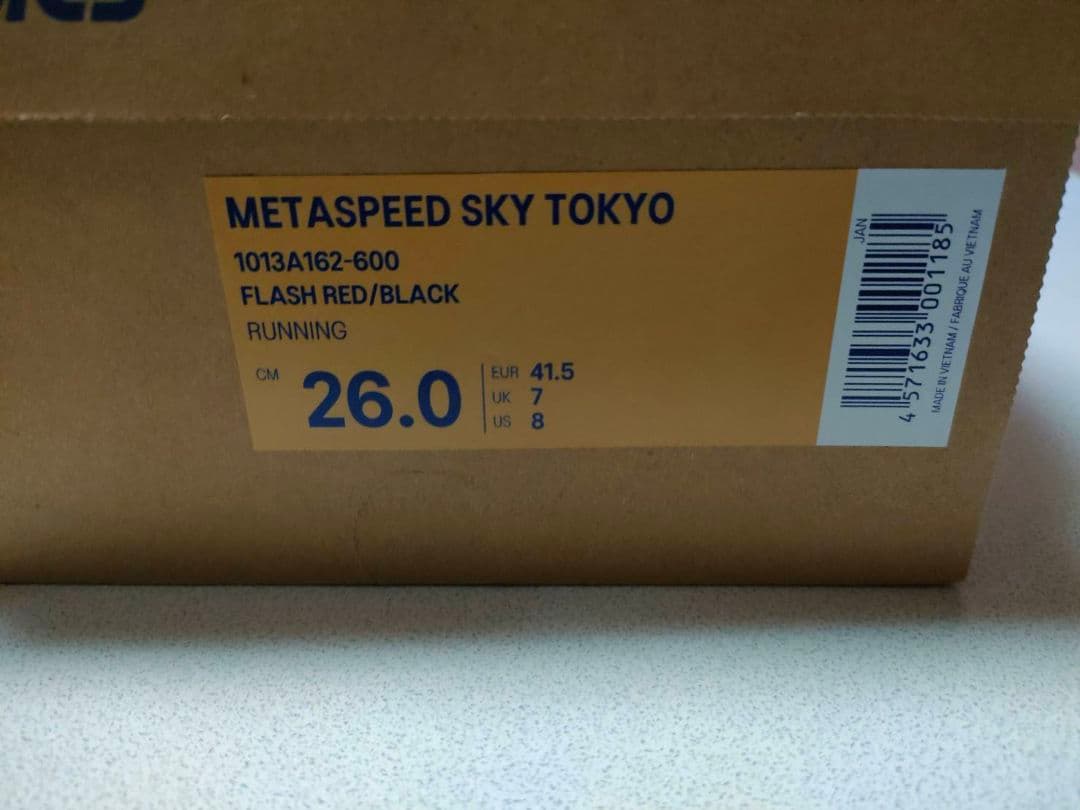 METASPEED SKY TOKYO
1013A162-600
FLASH RED/BLACK
RUNNING
CM 26.0
EUR 41.5
UK 7
US 8
JAN
4 571633 001185
MADE IN VIETNAM / FABRIQUE AU VIETNAM